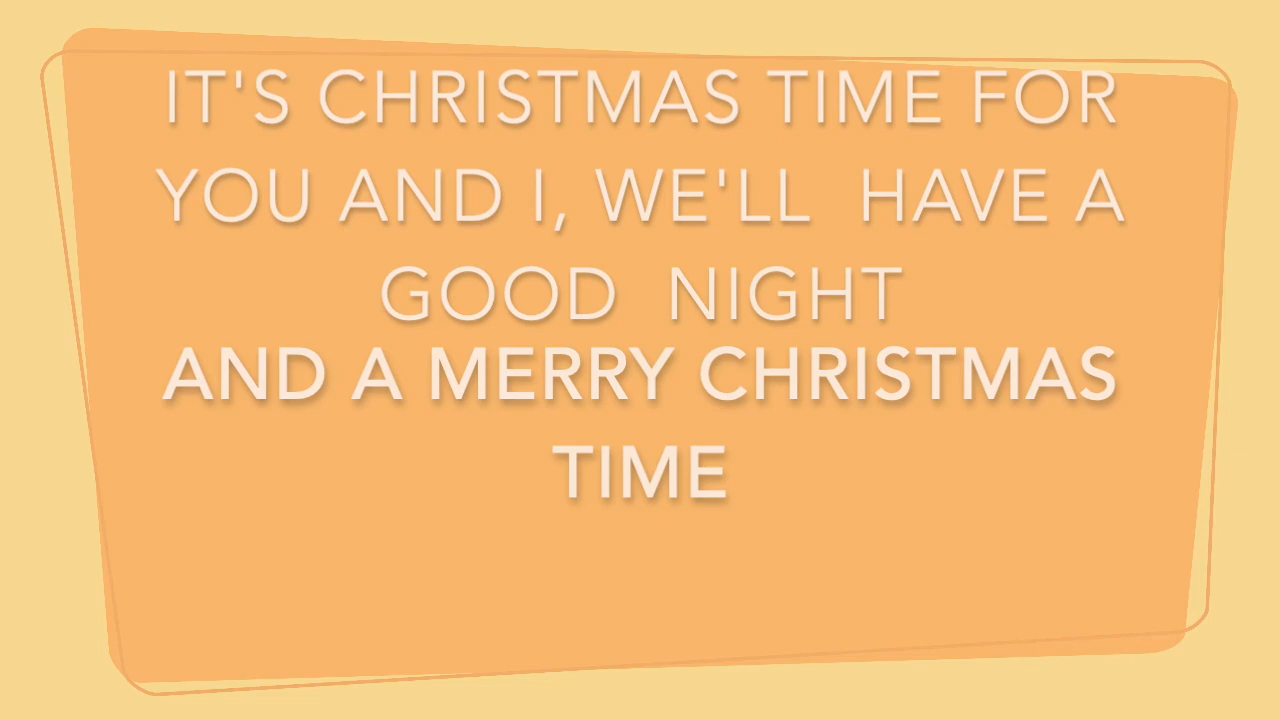 IT'S CHRISTMAS TIME FOR
YOU AND I, WE'LL  HAVE A
GOOD  NIGHT
AND A MERRY CHRISTMAS
TIME